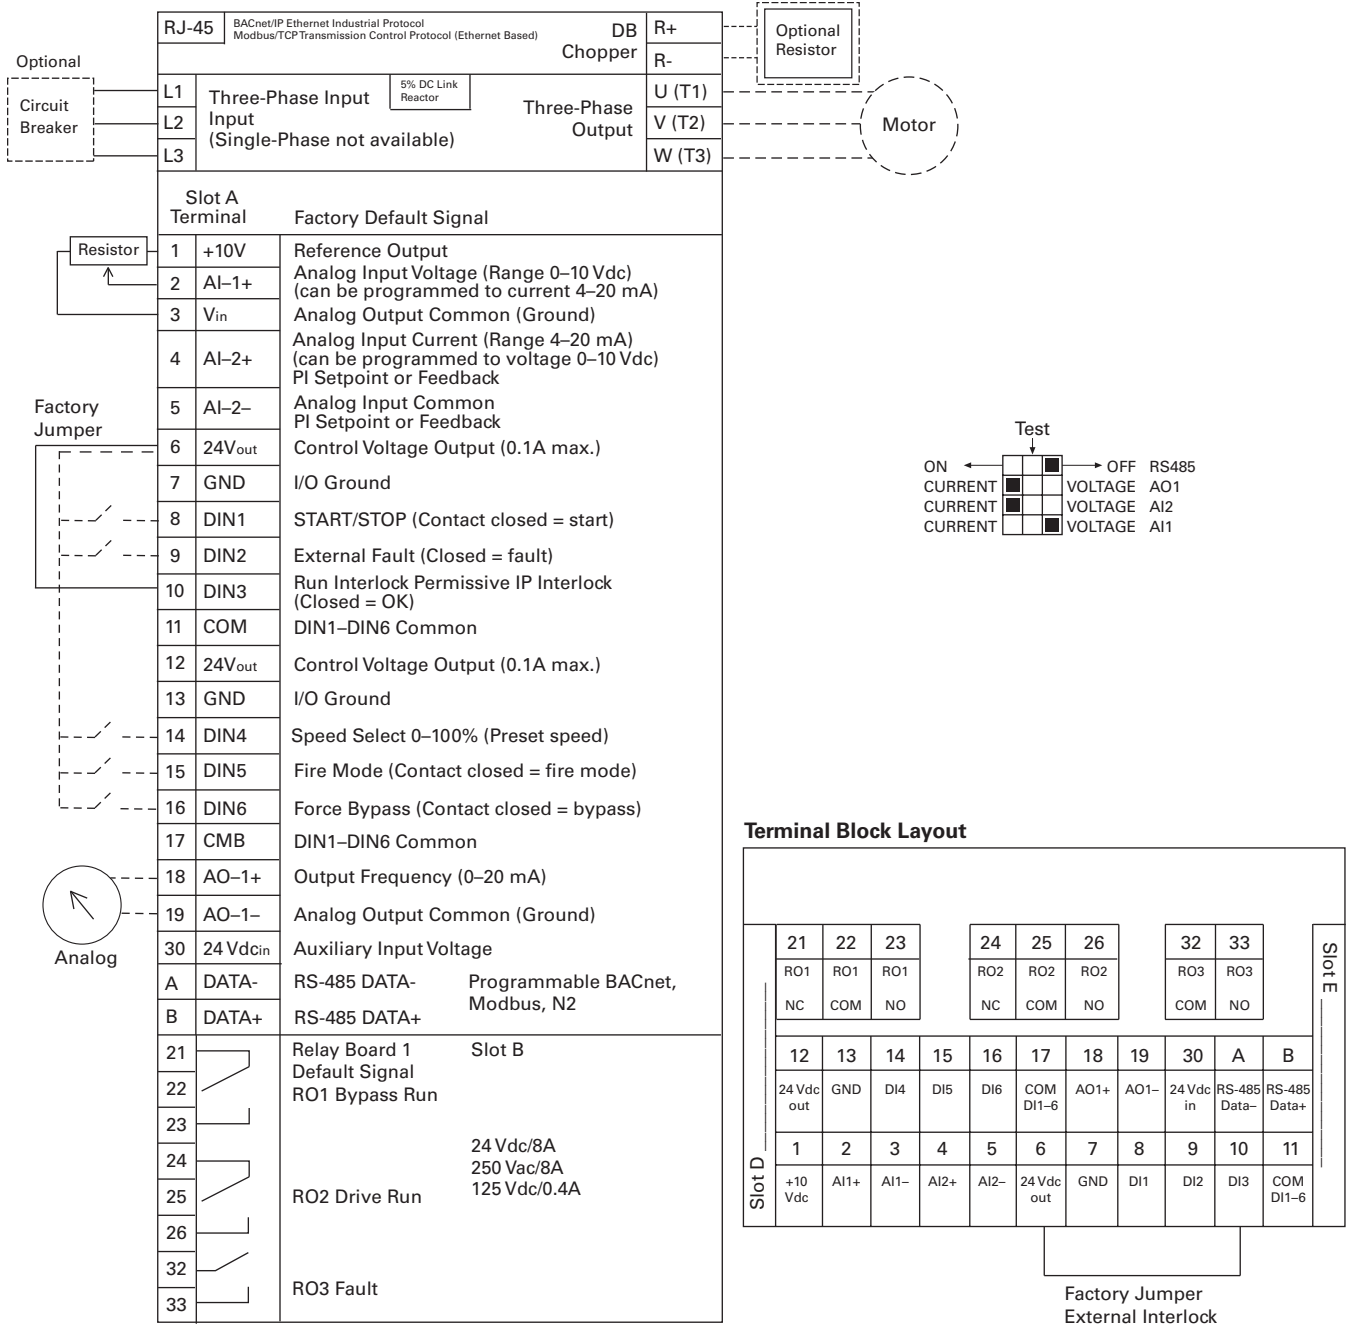 RJ-45 BACnet/IP Ethernet Industrial Protocol
Modbus/TCP Transmission Control Protocol (Ethernet Based)
DB
Chopper
R+
R-
Optional
Resistor
Optional
Circuit
Breaker
L1
L2
L3
Three-Phase Input
Input
(Single-Phase not available)
5% DC Link
Reactor
Three-Phase
Output
U (T1)
V (T2)
W (T3)
Motor
Slot A
Terminal Factory Default Signal
Resistor
1 +10V Reference Output
2 AI–1+ Analog Input Voltage (Range 0–10 Vdc)
(can be programmed to current 4–20 mA)
3 Vin Analog Output Common (Ground)
4 AI–2+ Analog Input Current (Range 4–20 mA)
(can be programmed to voltage 0–10 Vdc)
PI Setpoint or Feedback
5 AI–2– Analog Input Common
PI Setpoint or Feedback
Factory
Jumper
6 24Vout Control Voltage Output (0.1A max.)
7 GND I/O Ground
8 DIN1 START/STOP (Contact closed = start)
9 DIN2 External Fault (Closed = fault)
10 DIN3 Run Interlock Permissive IP Interlock
(Closed = OK)
11 COM DIN1–DIN6 Common
12 24Vout Control Voltage Output (0.1A max.)
13 GND I/O Ground
14 DIN4 Speed Select 0–100% (Preset speed)
15 DIN5 Fire Mode (Contact closed = fire mode)
16 DIN6 Force Bypass (Contact closed = bypass)
17 CMB DIN1–DIN6 Common
18 AO–1+ Output Frequency (0–20 mA)
19 AO–1– Analog Output Common (Ground)
Analog
30 24 Vdcin Auxiliary Input Voltage
A DATA- RS-485 DATA- Programmable BACnet,
Modbus, N2
B DATA+ RS-485 DATA+
21 Relay Board 1 Slot B
Default Signal
22 RO1 Bypass Run
23
24 24 Vdc/8A
250 Vac/8A
25 RO2 Drive Run 125 Vdc/0.4A
26
32
RO3 Fault
33
Test
ON OFF RS485
CURRENT VOLTAGE AO1
CURRENT VOLTAGE AI2
CURRENT VOLTAGE AI1
Terminal Block Layout
21 22 23 24 25 26 32 33
RO1 RO1 RO1 RO2 RO2 RO2 RO3 RO3
NC COM NO NC COM NO COM NO
Slot E
12 13 14 15 16 17 18 19 30 A B
24 Vdc GND DI4 DI5 DI6 COM AO1+ AO1– 24 Vdc RS-485 RS-485
out DI1–6 in Data– Data+
Slot D
1 2 3 4 5 6 7 8 9 10 11
+10 AI1+ AI1– AI2+ AI2– 24 Vdc GND DI1 DI2 DI3 COM
Vdc out DI1–6
Factory Jumper
External Interlock